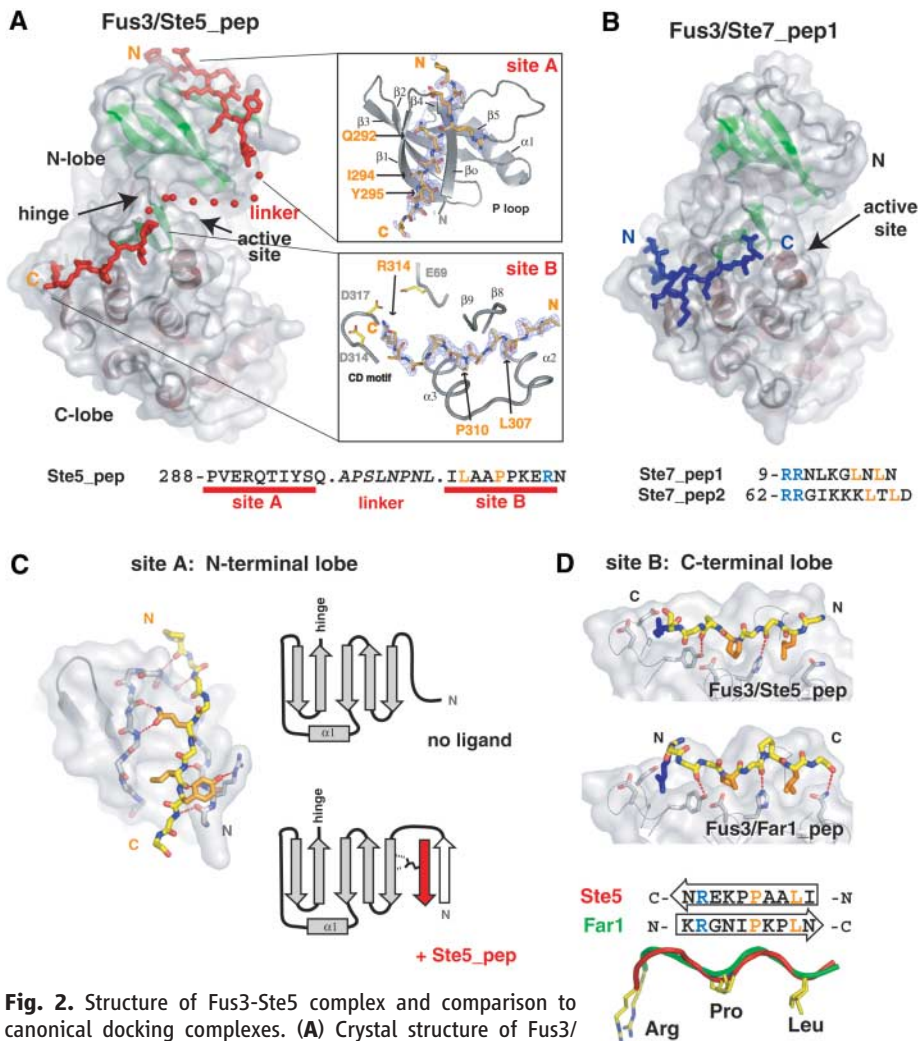 A
Fus3/Ste5_pep
N
N-lobe
hinge
linker
active
site
C
C-lobe
site A
N
β2
β4
β3
β5
Q292
α1
β1
I294
βo
Y295
N
P loop
C
site B
R314
E69
N
D317
β8
β9
C
D314
α2
CD motif
α3
L307
P310
Ste5_pep 288-PVERQTIYSQ.APSLNPNL.ILAAPPKERN
site A linker site B
B
Fus3/Ste7_pep1
N
active
site
N
C
Ste7_pep1 9-RRNLKGLNLN
Ste7_pep2 62-RRGIKKKLTLD
C
site A: N-terminal lobe
N
hinge
N
α1
no ligand
N
C
hinge
N
α1
+ Ste5_pep
D
site B: C-terminal lobe
C
N
Fus3/Ste5_pep
N
C
Fus3/Far1_pep
Ste5 C- NREKPPAALI -N
Far1 N- KRGNIPKPLN -C
Arg
Pro
Leu
Fig. 2. Structure of Fus3-Ste5 complex and comparison to
canonical docking complexes. (A) Crystal structure of Fus3/